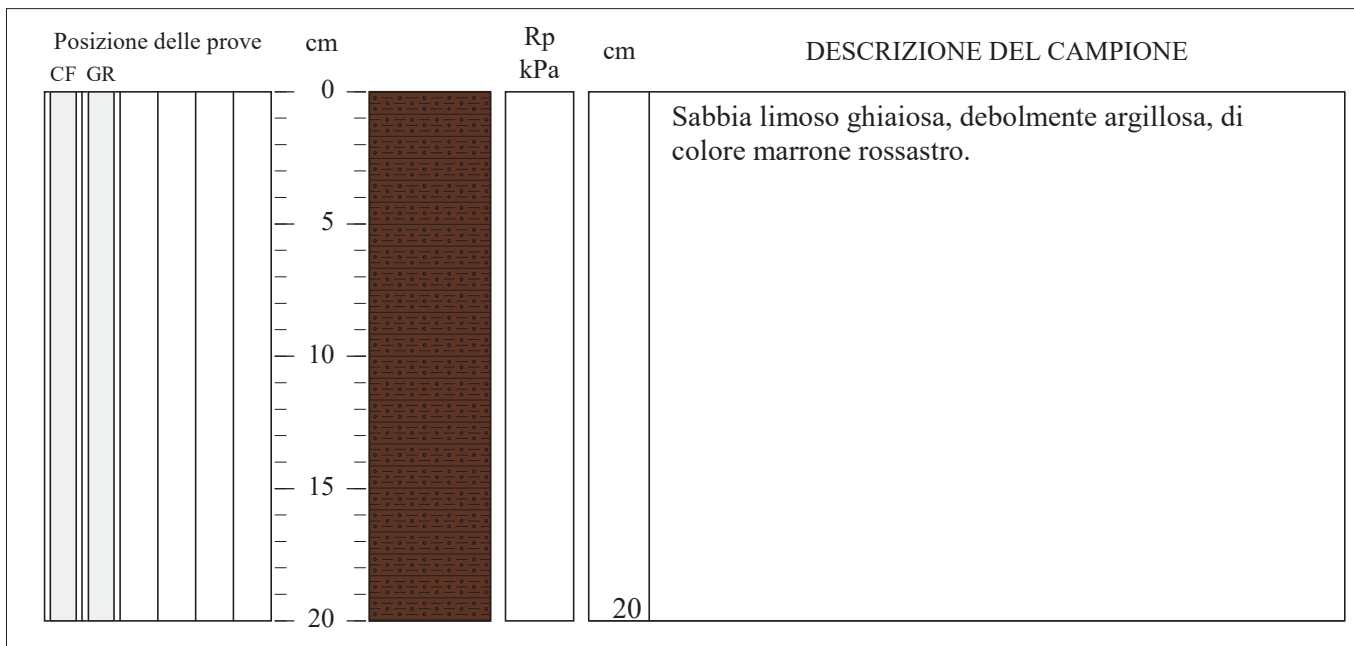 Posizione delle prove
CF GR
cm
Rp
kPa
cm
DESCRIZIONE DEL CAMPIONE
0
5
10
15
20
20
Sabbia limoso ghiaiosa, debolmente argillosa, di
colore marrone rossastro.